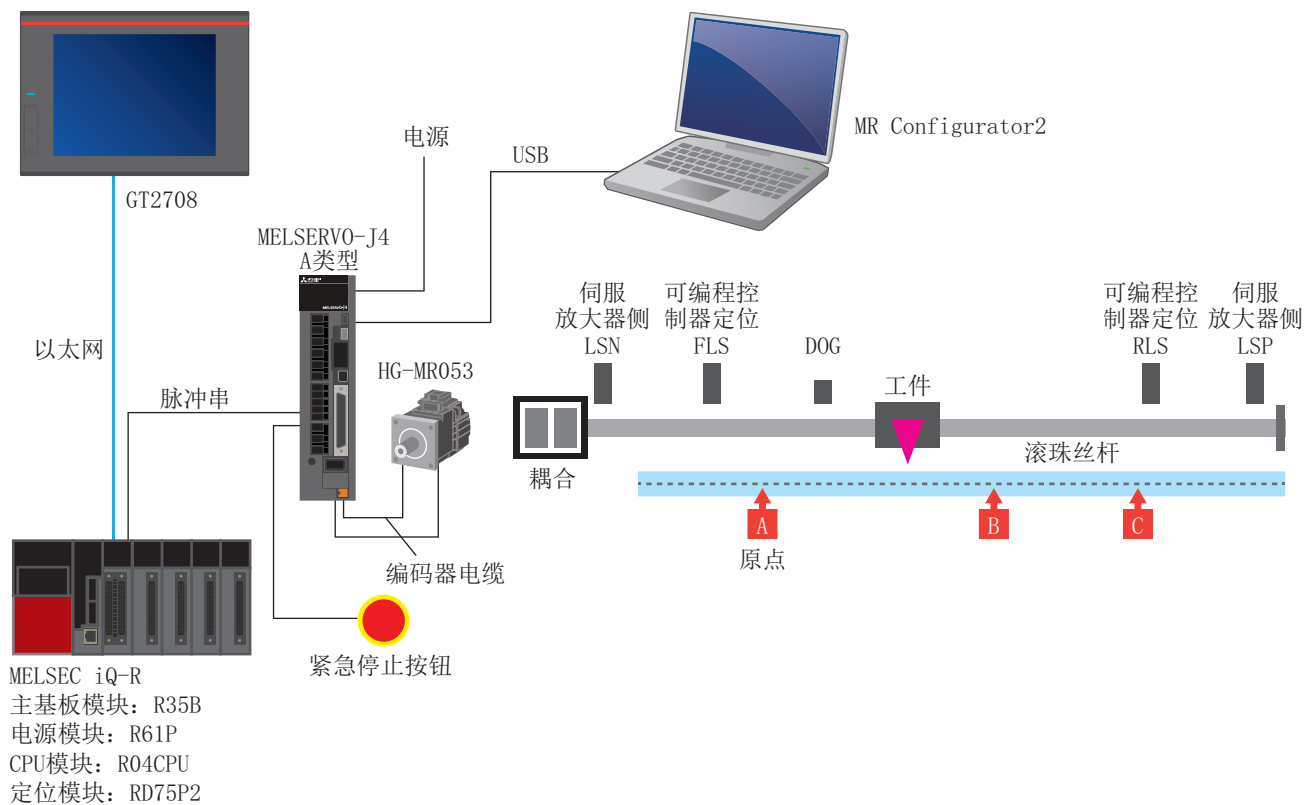 GT2708
以太网
电源
USB
MR Configurator2
MELSERVO-J4
A类型
脉冲串
HG-MR053
编码器电缆
紧急停止按钮
伺服
放大器侧
LSN
可编程控
制器定位
FLS
DOG
工件
可编程控
制器定位
RLS
伺服
放大器侧
LSP
耦合
滚珠丝杆
A
B
C
原点
MELSEC iQ-R
主基板模块：R35B
电源模块：R61P
CPU模块：R04CPU
定位模块：RD75P2